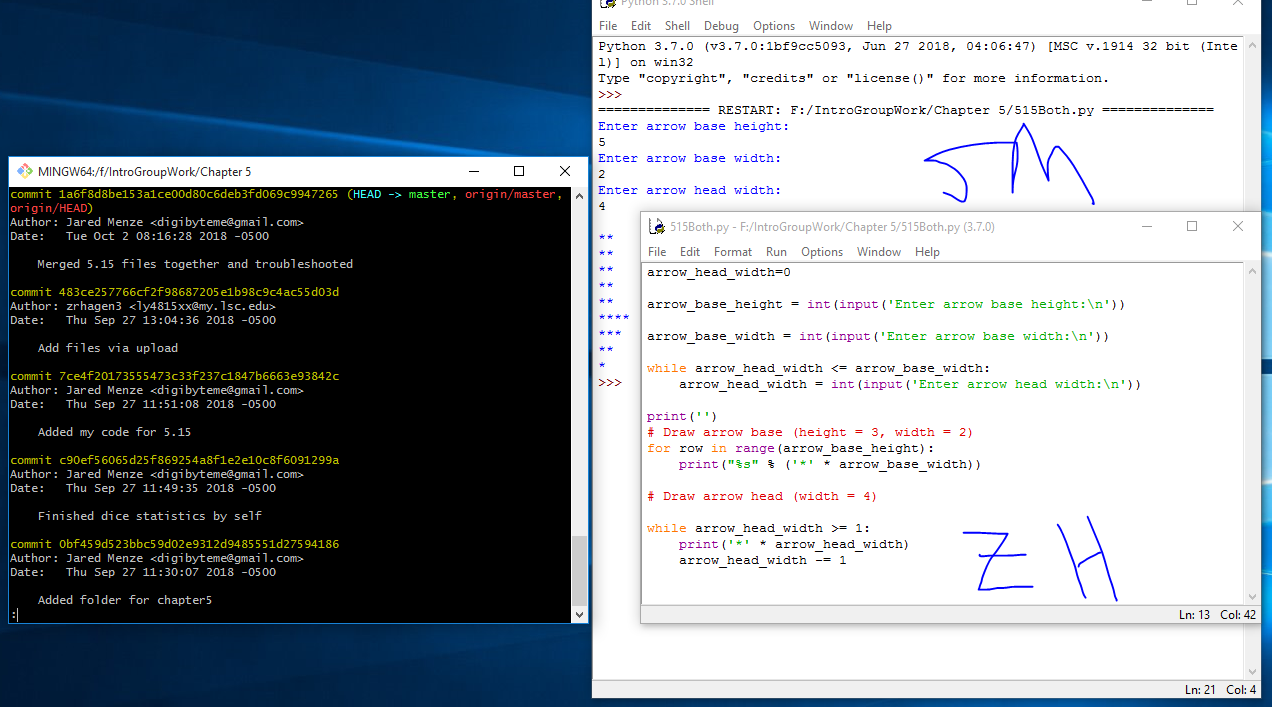 MINGW64:/f/IntroGroupWork/Chapter 5
commit 1a6f8d8be153a1ce00d80c6deb3fd069c9947265 (HEAD -> master, origin/master,
origin/HEAD)
Author: Jared Menze <digibyteme@gmail.com>
Date:   Tue Oct 2 08:16:28 2018 -0500
    Merged 5.15 files together and troubleshooted
commit 483ce257766cf2f98687205e1b98c9c4ac55d03d
Author: zrhagen3 <ly4815xx@my.lsc.edu>
Date:   Thu Sep 27 13:04:36 2018 -0500
    Add files via upload
commit 7ce4f20173555473c33f237c1847b6663e93842c
Author: Jared Menze <digibyteme@gmail.com>
Date:   Thu Sep 27 11:51:08 2018 -0500
    Added my code for 5.15
commit c90ef56065d25f869254a8f1e2e10c8f6091299a
Author: Jared Menze <digibyteme@gmail.com>
Date:   Thu Sep 27 11:49:35 2018 -0500
    Finished dice statistics by self
commit 0bf459d523bbc59d02e9312d9485551d27594186
Author: Jared Menze <digibyteme@gmail.com>
Date:   Thu Sep 27 11:30:07 2018 -0500
    Added folder for chapter5
:
Python 3.7.0 Shell
File Edit Shell Debug Options Window Help
Python 3.7.0 (v3.7.0:1bf9cc5093, Jun 27 2018, 04:06:47) [MSC v.1914 32 bit (Inte
l)] on win32
Type "copyright", "credits" or "license()" for more information.
>>>
============== RESTART: F:/IntroGroupWork/Chapter 5/515Both.py ==============
Enter arrow base height:
5
Enter arrow base width:
2
Enter arrow head width:
4
**
**
**
**
**
****
***
**
*
>>>
JM
Ln: 21 Col: 4
515Both.py - F:/IntroGroupWork/Chapter 5/515Both.py (3.7.0)
File Edit Format Run Options Window Help
arrow_head_width=0
arrow_base_height = int(input('Enter arrow base height:\n'))
arrow_base_width = int(input('Enter arrow base width:\n'))
while arrow_head_width <= arrow_base_width:
    arrow_head_width = int(input('Enter arrow head width:\n'))
print('')
# Draw arrow base (height = 3, width = 2)
for row in range(arrow_base_height):
    print("%s" % ('*' * arrow_base_width))
# Draw arrow head (width = 4)
while arrow_head_width >= 1:
    print('*' * arrow_head_width)
    arrow_head_width -= 1
ZH
Ln: 13 Col: 42